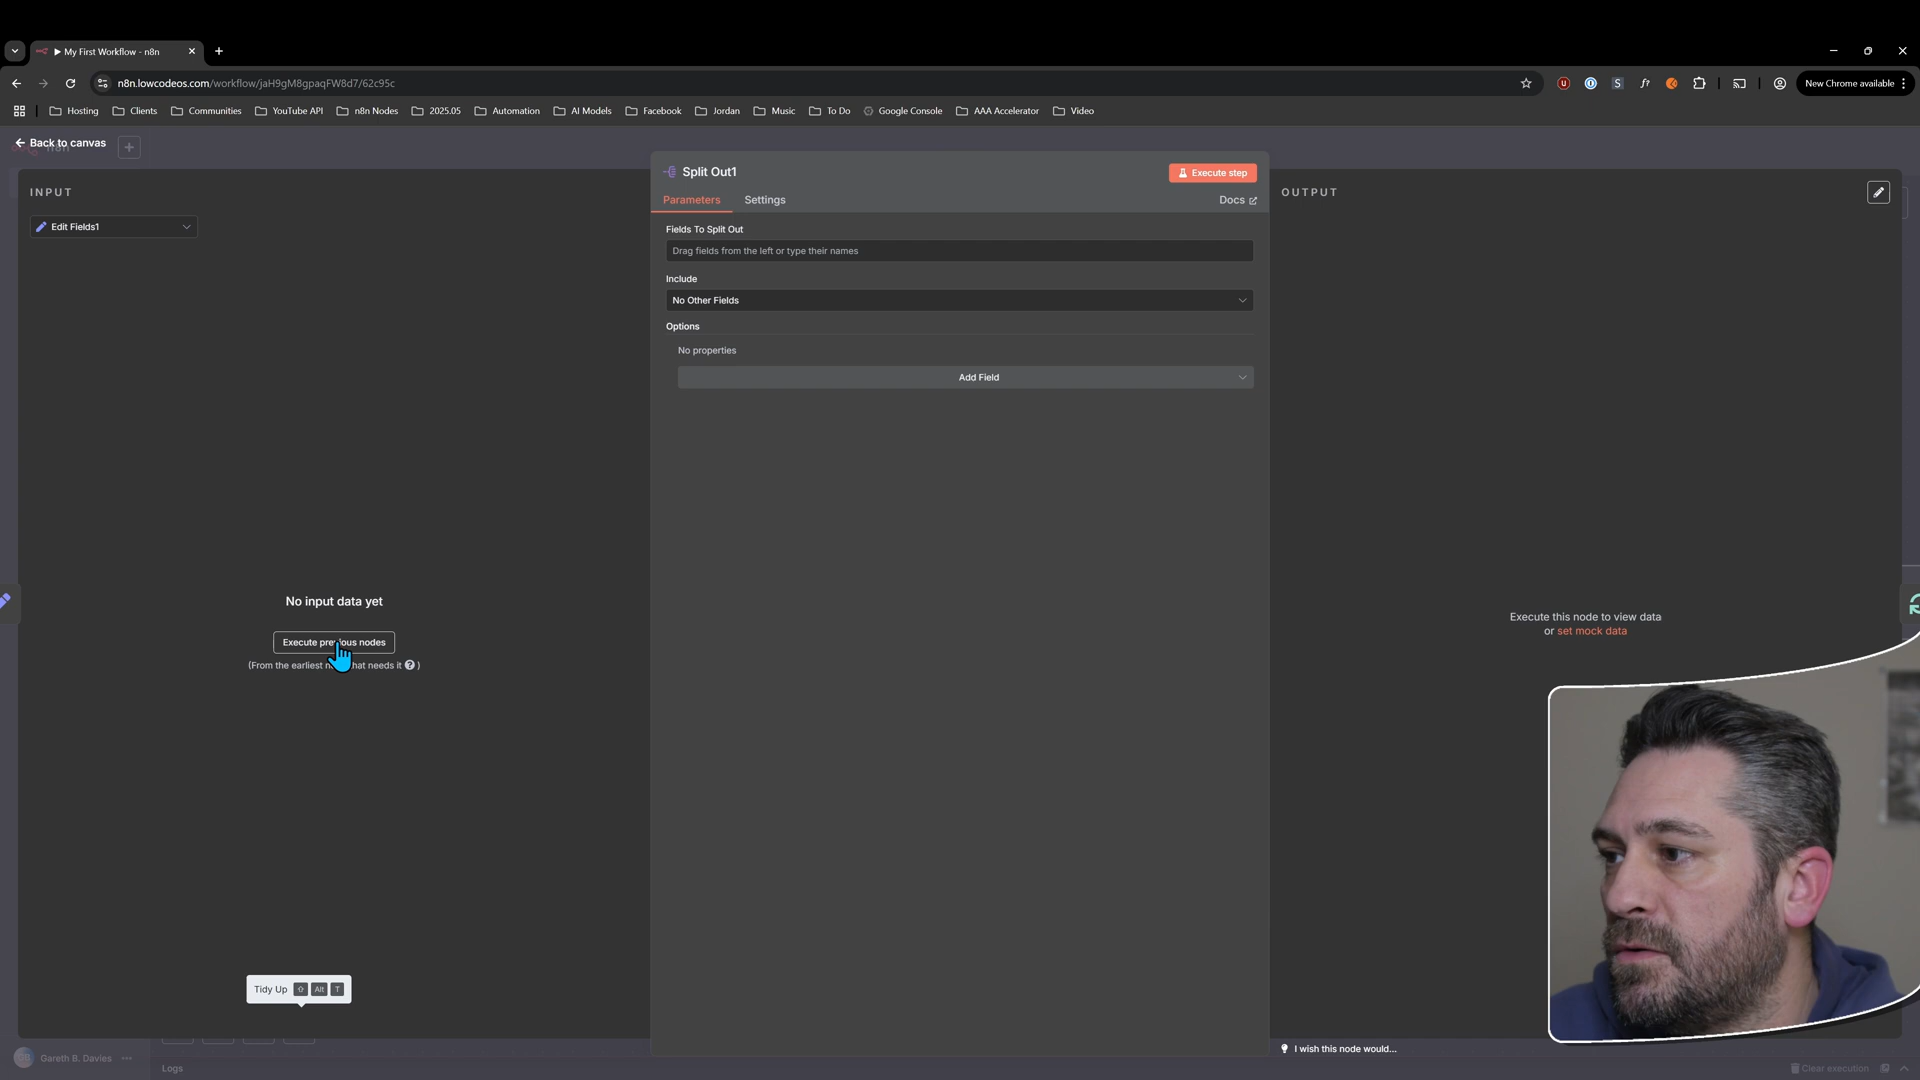 My First Workflow - n8n
n8n.lowcodeos.com/workflow/jaH9gM8gpaqFW8d7/62c95c
New Chrome available
Hosting
Clients
Communities
YouTube API
n8n Nodes
2025.05
Automation
AI Models
Facebook
Jordan
Music
To Do
Google Console
AAA Accelerator
Video
Back to canvas
n8n
INPUT
Edit Fields1
Split Out1
Execute step
Parameters
Settings
Docs
OUTPUT
Fields To Split Out
Drag fields from the left or type their names
Include
No Other Fields
Options
No properties
Add Field
No input data yet
Execute previous nodes
(From the earliest n that needs it ? )
Execute this node to view data
or set mock data
Tidy Up ⇧ Alt T
I wish this node would...
Gareth B. Davies
Logs
Clear execution